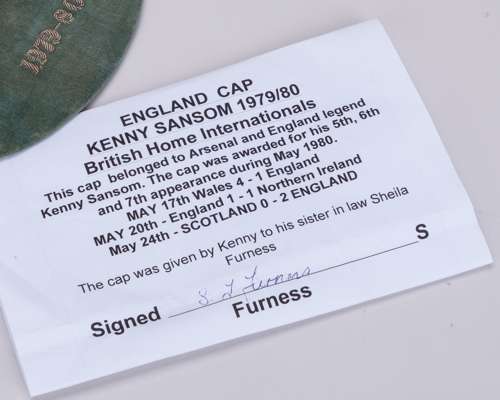 1979-80
ENGLAND CAP
KENNY SANSOM 1979/80
British Home Internationals
This cap belonged to Arsenal and England legend
Kenny Sansom. The cap was awarded for his 5th, 6th
and 7th appearance during May 1980.
MAY 17th Wales 4 - 1 England
MAY 20th - England 1 - 1 Northern Ireland
May 24th - SCOTLAND 0 - 2 ENGLAND
The cap was given by Kenny to his sister in law Sheila
Furness
Signed S. J Furness S
Furness